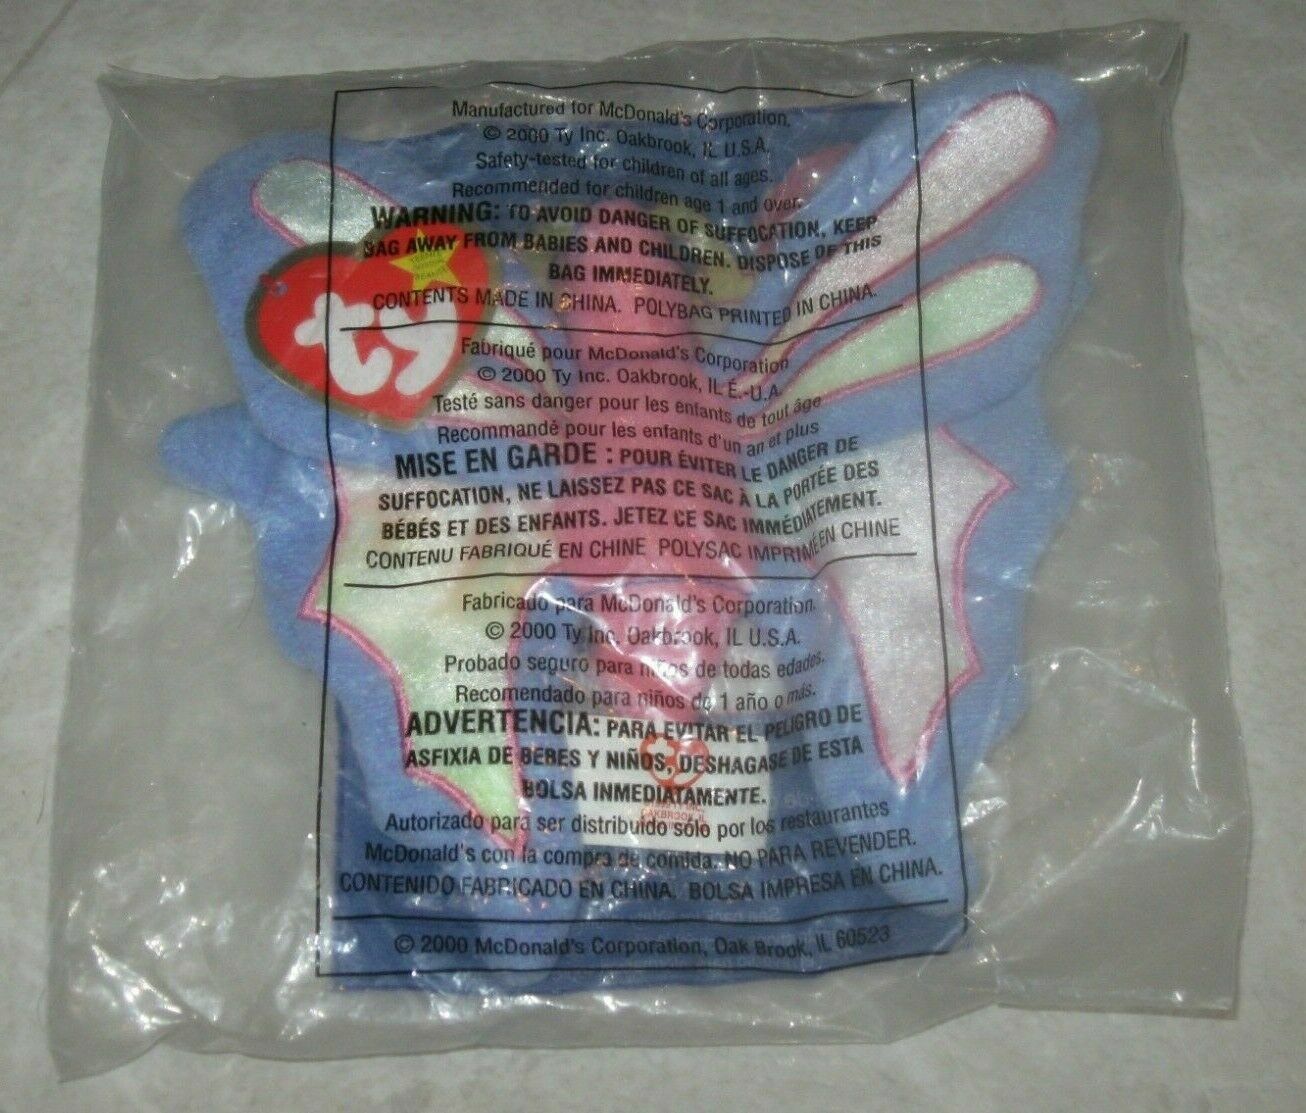 Manufactured for McDonald's Corporation.
© 2000 Ty Inc. Oakbrook, IL U.S.A.
Safety-tested for children of all ages.
Recommended for children age 1 and over.
WARNING: TO AVOID DANGER OF SUFFOCATION, KEEP
BAG AWAY FROM BABIES AND CHILDREN. DISPOSE OF THIS
BAG IMMEDIATELY.
CONTENTS MADE IN CHINA. POLYBAG PRINTED IN CHINA.
ty
Fabriqué pour McDonald's Corporation
© 2000 Ty Inc. Oakbrook, IL É.-U.A.
Testé sans danger pour les enfants de tout âge
Recommandé pour les enfants d'un an et plus
MISE EN GARDE : POUR ÉVITER LE DANGER DE
SUFFOCATION, NE LAISSEZ PAS CE SAC À LA PORTÉE DES
BÉBÉS ET DES ENFANTS. JETEZ CE SAC IMMÉDIATEMENT.
CONTENU FABRIQUÉ EN CHINE POLYSAC IMPRIMÉ EN CHINE
Fabricado para McDonald's Corporation.
© 2000 Ty Inc. Oakbrook, IL U.S.A.
Probado seguro para niños de todas edades.
Recomendado para niños de 1 año o más.
ADVERTENCIA: PARA EVITAR EL PELIGRO DE
ASFIXIA DE BEBES Y NIÑOS, DESHAGASE DE ESTA
BOLSA INMEDIATAMENTE.
OAKBROOK, IL
Autorizado para ser distribuido sólo por los restaurantes
McDonald's con la compra de comida. NO PARA REVENDER.
CONTENIDO FABRICADO EN CHINA. BOLSA IMPRESA EN CHINA.
© 2000 McDonald's Corporation, Oak Brook, IL 60523